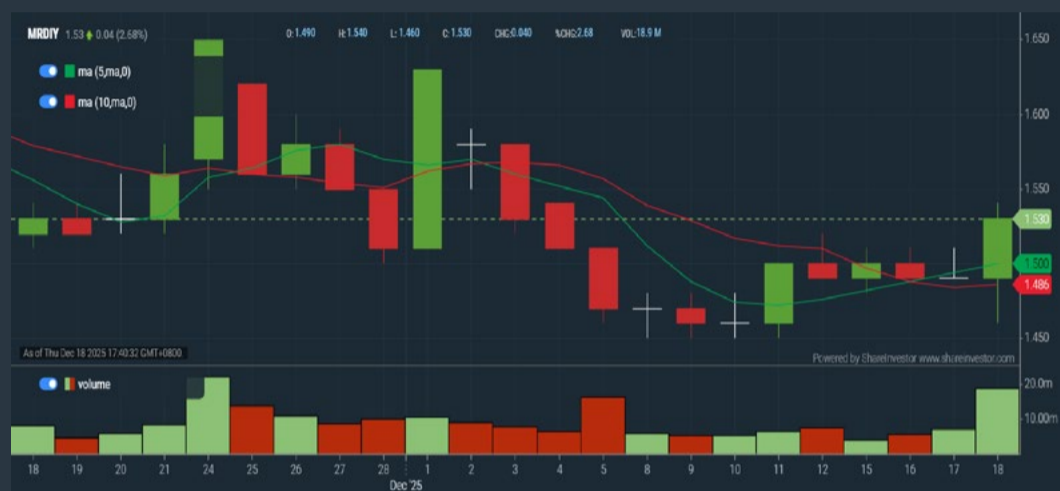 MRDIY 1.53 0.04 (2.68%) O: 1.490 H: 1.540 L: 1.460 C: 1.530 CHG:0.040 %CHG:2.68 VOL:18.9 M
ma (5,ma,0)
ma (10,ma,0)
1.650
1.600
1.550
1.530
1.500
1.486
1.450
As of Thu Dec 18 2025 17:40:32 GMT+0800
Powered by ShareInvestor www.shareinvestor.com
volume
20.0m
10.00m
18 19 20 21 24 25 26 27 28 1 2 3 4 5 8 9 10 11 12 15 16 17 18
Dec '25